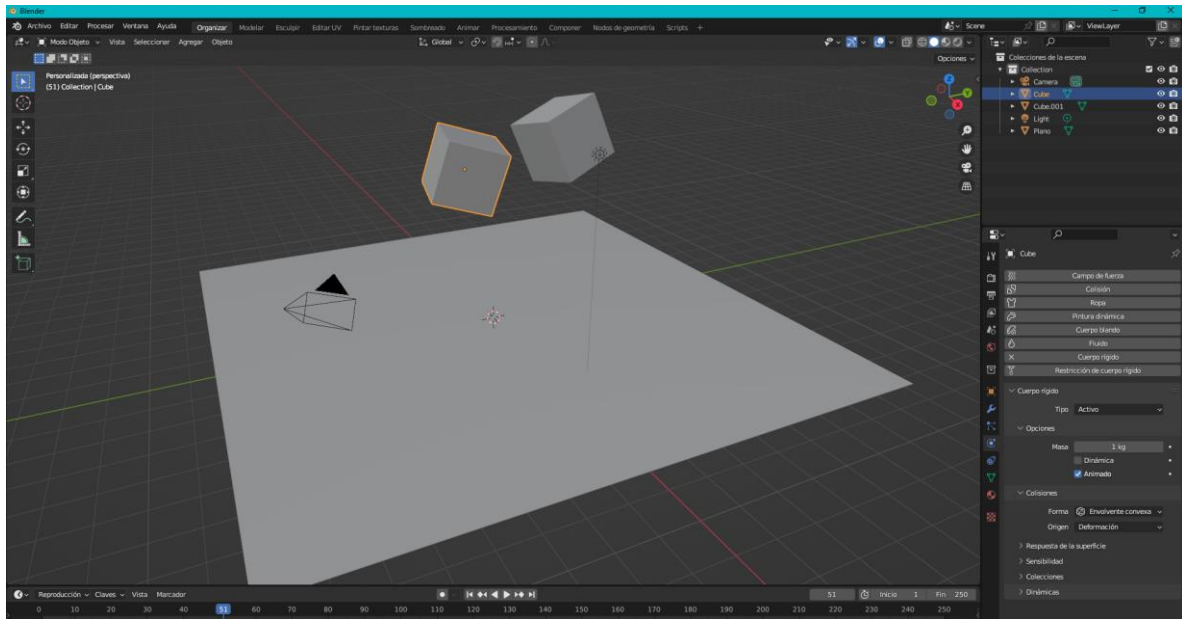 Blender
Archivo Editar Procesar Ventana Ayuda Organizar Modelar Esculpir Editar UV Pintar texturas Sombreado Animar Procesamiento Componer Nodos de geometría Scripts + Scene ViewLayer
Modo Objeto Vista Seleccionar Agregar Objeto Global
Opciones
Personalizada (perspectiva)
(51) Collection | Cube
Z
Y
X
Colecciones de la escena
Collection
Camera
Cube
Cube.001
Light
Plano
Cube
Campo de fuerza
Colisión
Ropa
Pintura dinámica
Cuerpo blando
Fluido
Cuerpo rígido
Restricción de cuerpo rígido
Cuerpo rígido
Tipo Activo
Opciones
Masa 1 kg
Dinámica
Animado
Colisiones
Forma Envolvente convexa
Origen Deformación
Respuesta de la superficie
Sensibilidad
Colecciones
Dinámicas
Reproducción Claves Vista Marcador 51 Inicio 1 Fin 250
0 10 20 30 40 51 60 70 80 90 100 110 120 130 140 150 160 170 180 190 200 210 220 230 240 250